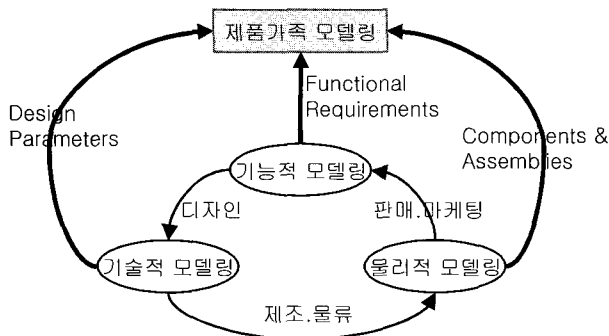 제품가족 모델링
Design
Parameters
Functional
Requirements
Components &
Assemblies
기능적 모델링
디자인
판매.마케팅
기술적 모델링
물리적 모델링
제조.물류